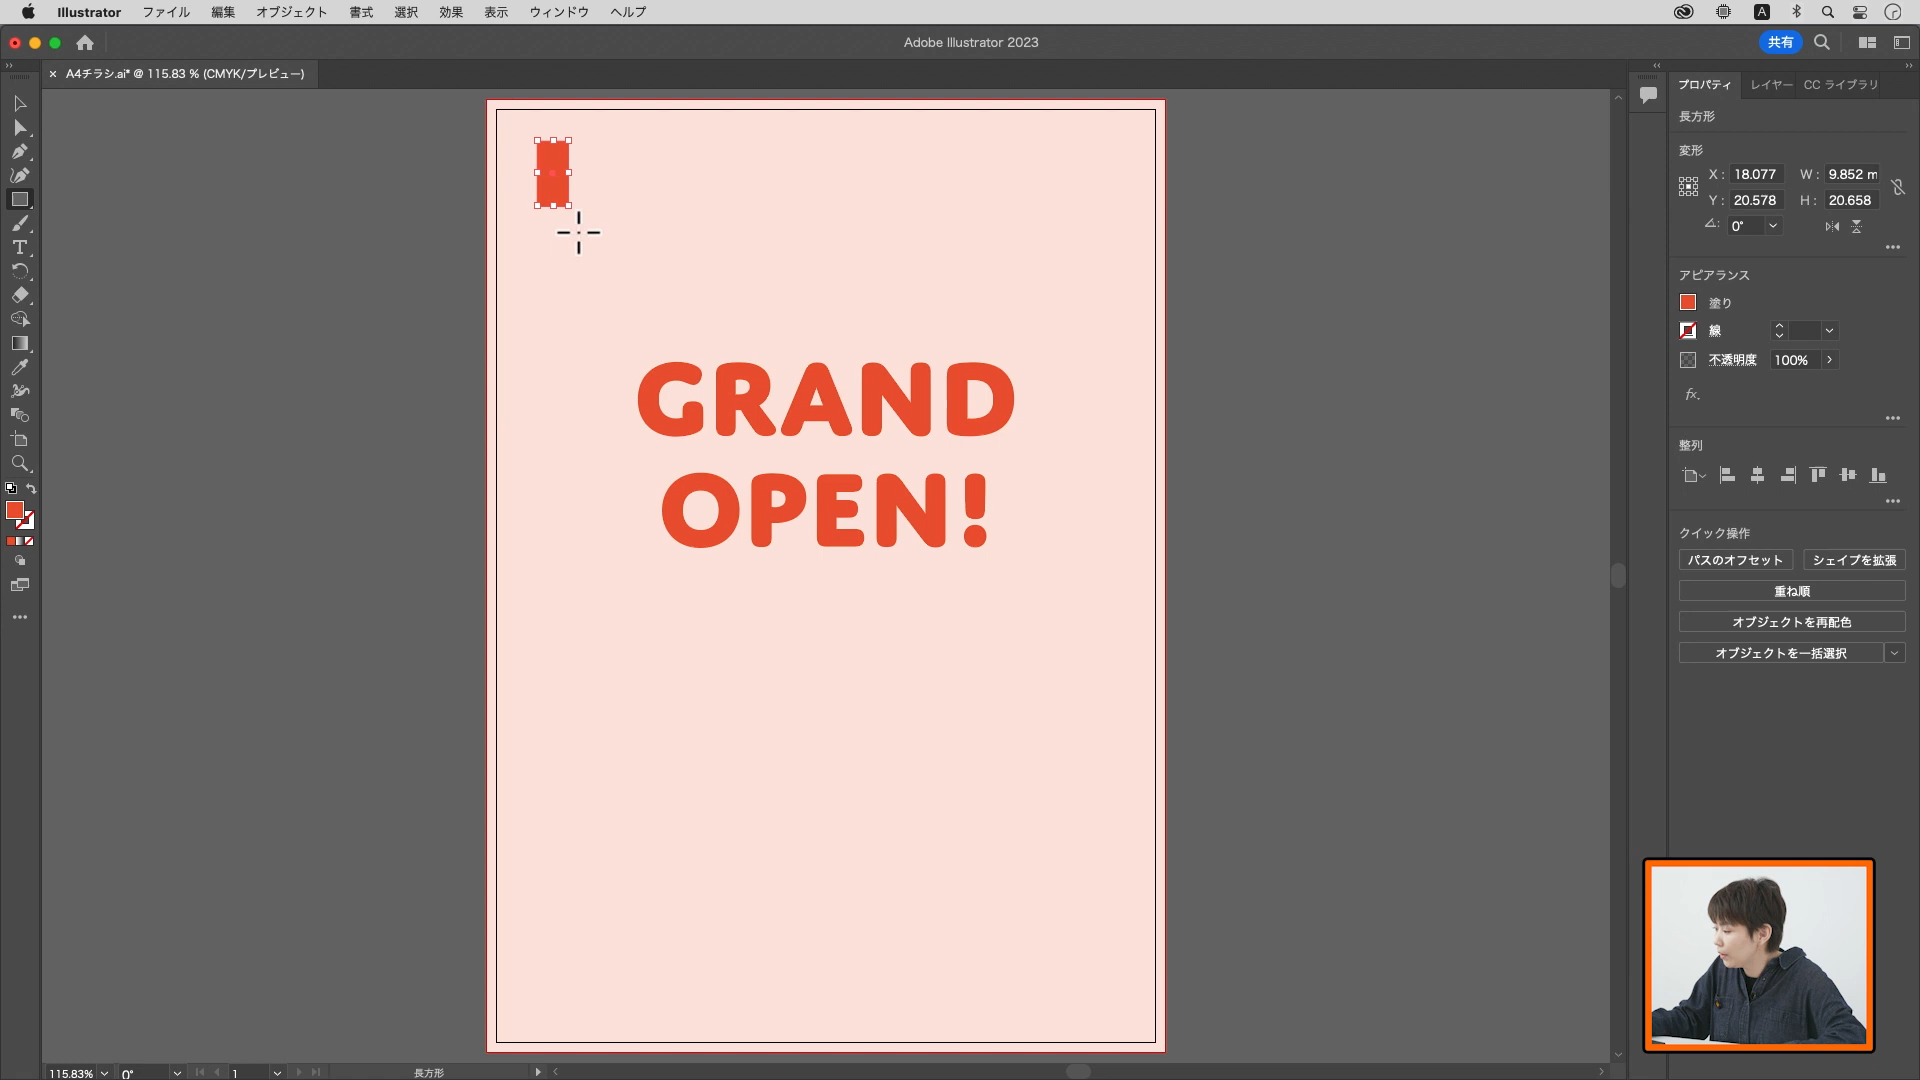 Illustrator ファイル 編集 オブジェクト 書式 選択 効果 表示 ウィンドウ ヘルプ
A
Adobe Illustrator 2023
共有
× A4チラシ.ai* @ 115.83 % (CMYK/プレビュー)
プロパティ レイヤー CC ライブラリ
長方形
変形
X : 18.077 W : 9.852 m
Y : 20.578 H : 20.658
0°
アピアランス
塗り
線
不透明度 100%
fx.
整列
クイック操作
パスのオフセット シェイプを拡張
重ね順
オブジェクトを再配色
オブジェクトを一括選択
GRAND
OPEN!
115.83% 0° 1 長方形